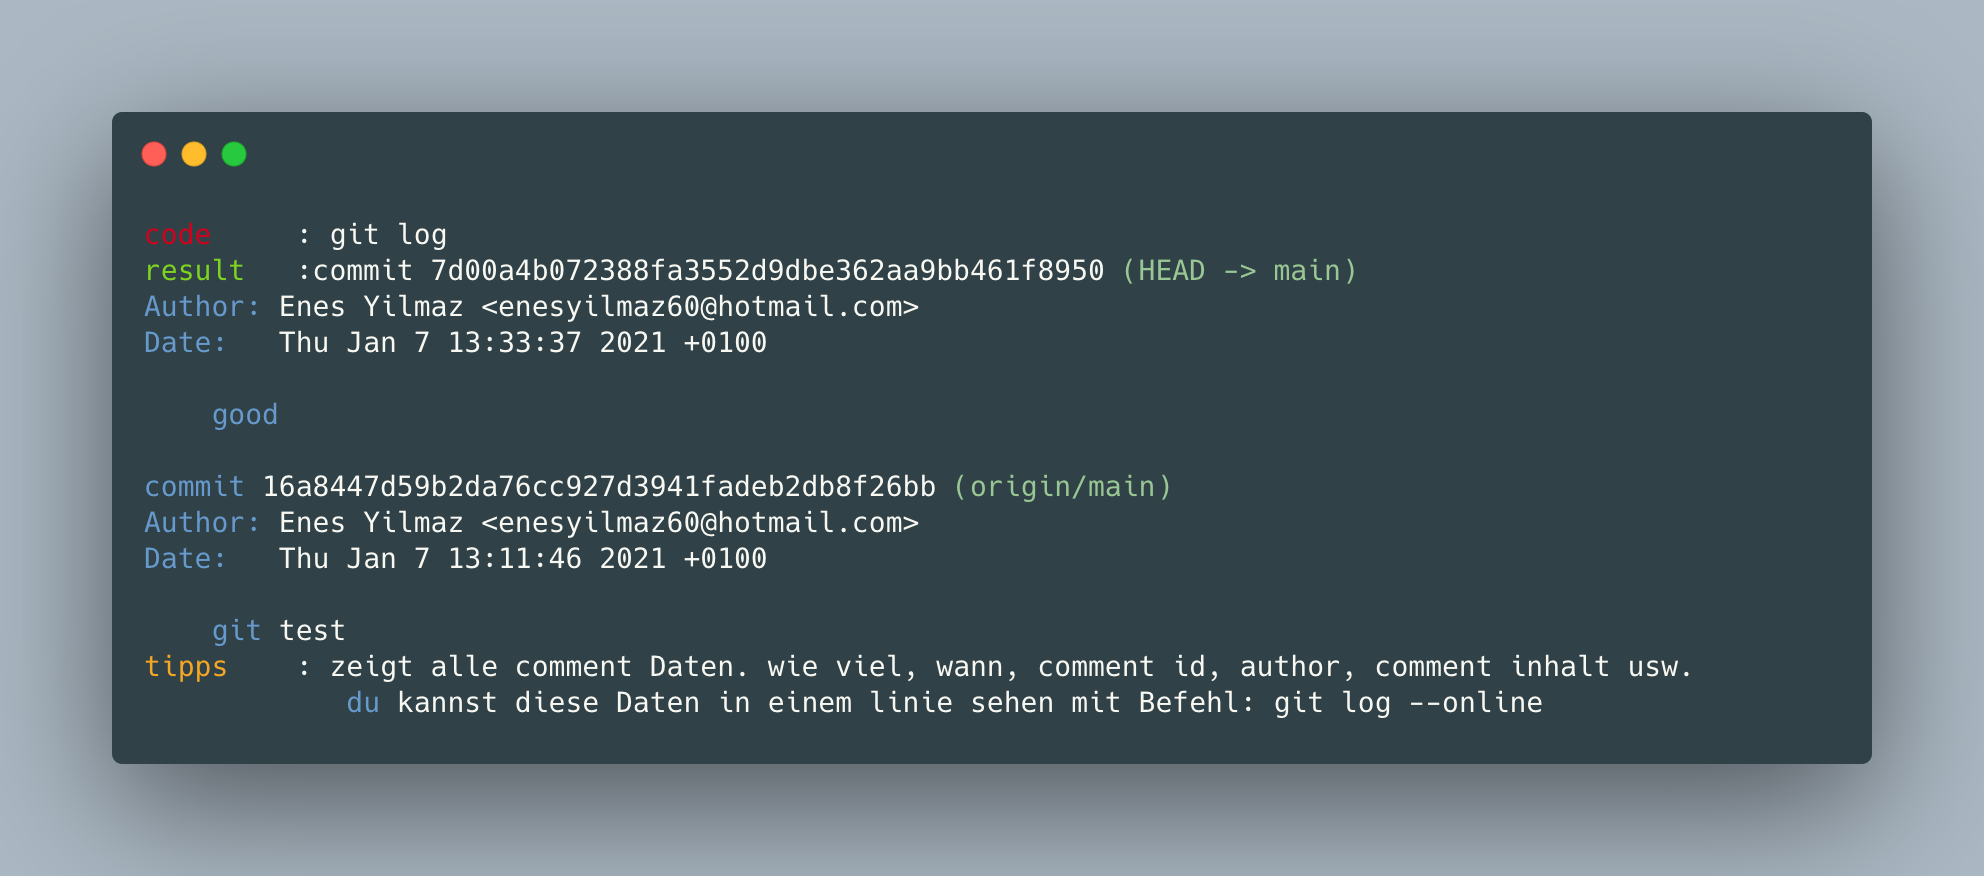 code     : git log
result   :commit 7d00a4b072388fa3552d9dbe362aa9bb461f8950 (HEAD -> main)
Author: Enes Yilmaz <enesyilmaz60@hotmail.com>
Date:   Thu Jan 7 13:33:37 2021 +0100
good
commit 16a8447d59b2da76cc927d3941fadeb2db8f26bb (origin/main)
Author: Enes Yilmaz <enesyilmaz60@hotmail.com>
Date:   Thu Jan 7 13:11:46 2021 +0100
git test
tipps    : zeigt alle comment Daten. wie viel, wann, comment id, author, comment inhalt usw.
du kannst diese Daten in einem linie sehen mit Befehl: git log --online